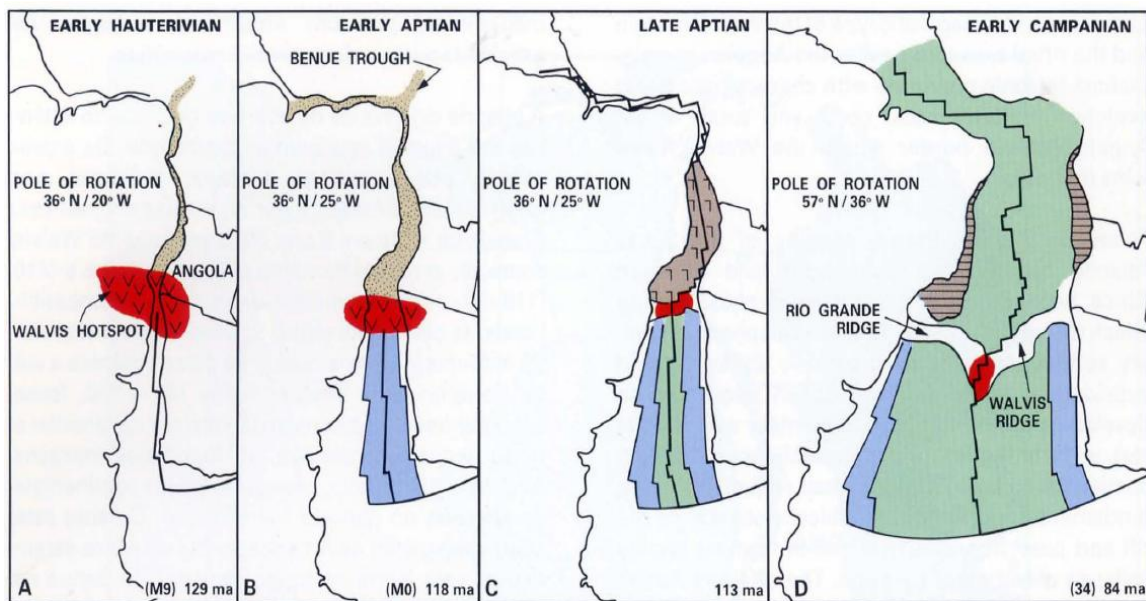 EARLY HAUTERIVIAN
POLE OF ROTATION
36° N / 20° W
ANGOLA
WALVIS HOTSPOT
A
(M9) 129 ma
EARLY APTIAN
BENUE TROUGH
POLE OF ROTATION
36° N / 25° W
B
(M0) 118 ma
LATE APTIAN
POLE OF ROTATION
36° N / 25° W
C
113 ma
EARLY CAMPANIAN
POLE OF ROTATION
57° N / 36° W
RIO GRANDE
RIDGE
WALVIS
RIDGE
D
(34) 84 ma